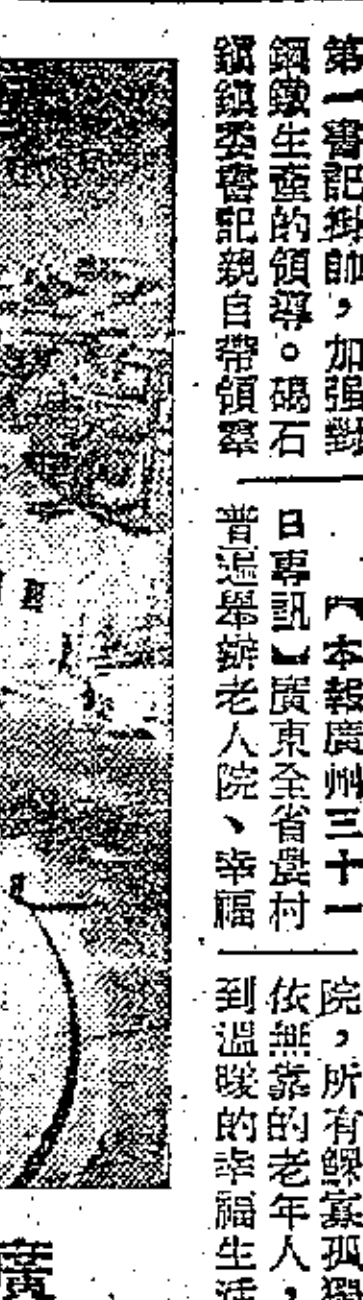 第一書記掛帥，加强對
鋼鐵生產的領導。碣石
鎮鎮委書記親自帶領羣
【本報廣州三十一
日專訊】廣東全省農村
普遍舉辦老人院、幸福
院，所有鰥寡孤獨
依無靠的老年人，
到溫暖的幸福生活
廣